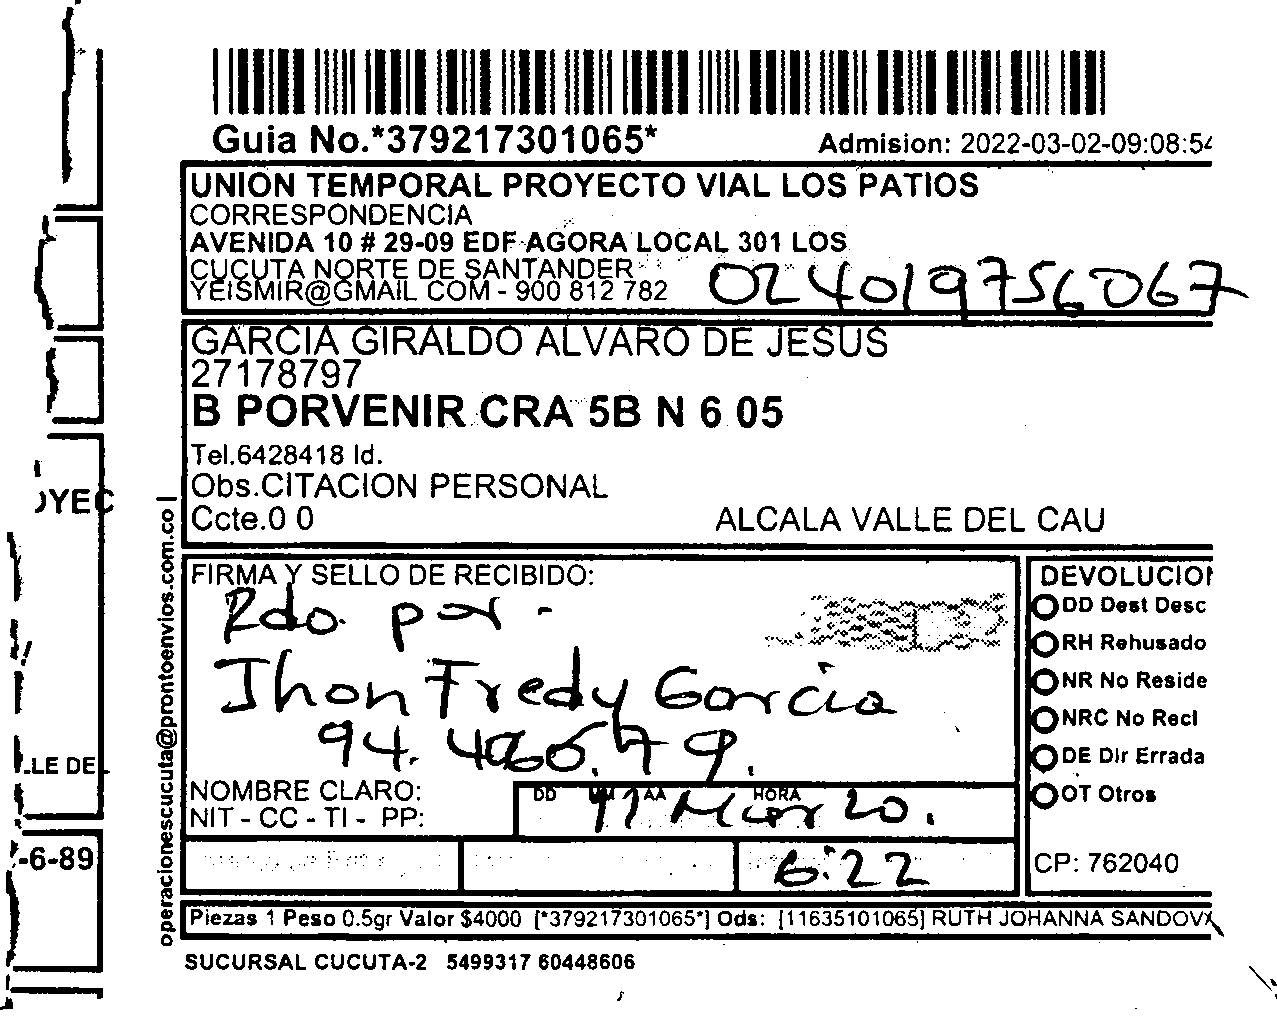 Guia No.*379217301065*
Admision: 2022-03-02-09:08:54
UNION TEMPORAL PROYECTO VIAL LOS PATIOS
CORRESPONDENCIA
AVENIDA 10 # 29-09 EDF AGORA LOCAL 301 LOS
CUCUTA NORTE DE SANTANDER
YEISMIR@GMAIL COM - 900 812 782
024019756067
GARCIA GIRALDO ALVARO DE JESUS
27178797
B PORVENIR CRA 5B N 6 05
Tel.6428418 Id.
Obs.CITACION PERSONAL
Ccte.0 0
ALCALA VALLE DEL CAU
operacionescucuta@prontoenvios.com.co
FIRMA Y SELLO DE RECIBIDO:
Rdo. por -
Jhon Fredy Garcia
NOMBRE CLARO:
NIT - CC - TI - PP:
DD MM AA HORA
Marzo.
6:22
DEVOLUCION
DD Dest Desc
RH Rehusado
NR No Reside
NRC No Recl
DE Dir Errada
OT Otros
CP: 762040
Piezas 1 Peso 0.5gr Valor $4000 [*379217301065*] Ods: [11635101065] RUTH JOHANNA SANDOV
SUCURSAL CUCUTA-2 5499317 60448606
OYEC
LLE DEL
-6-89